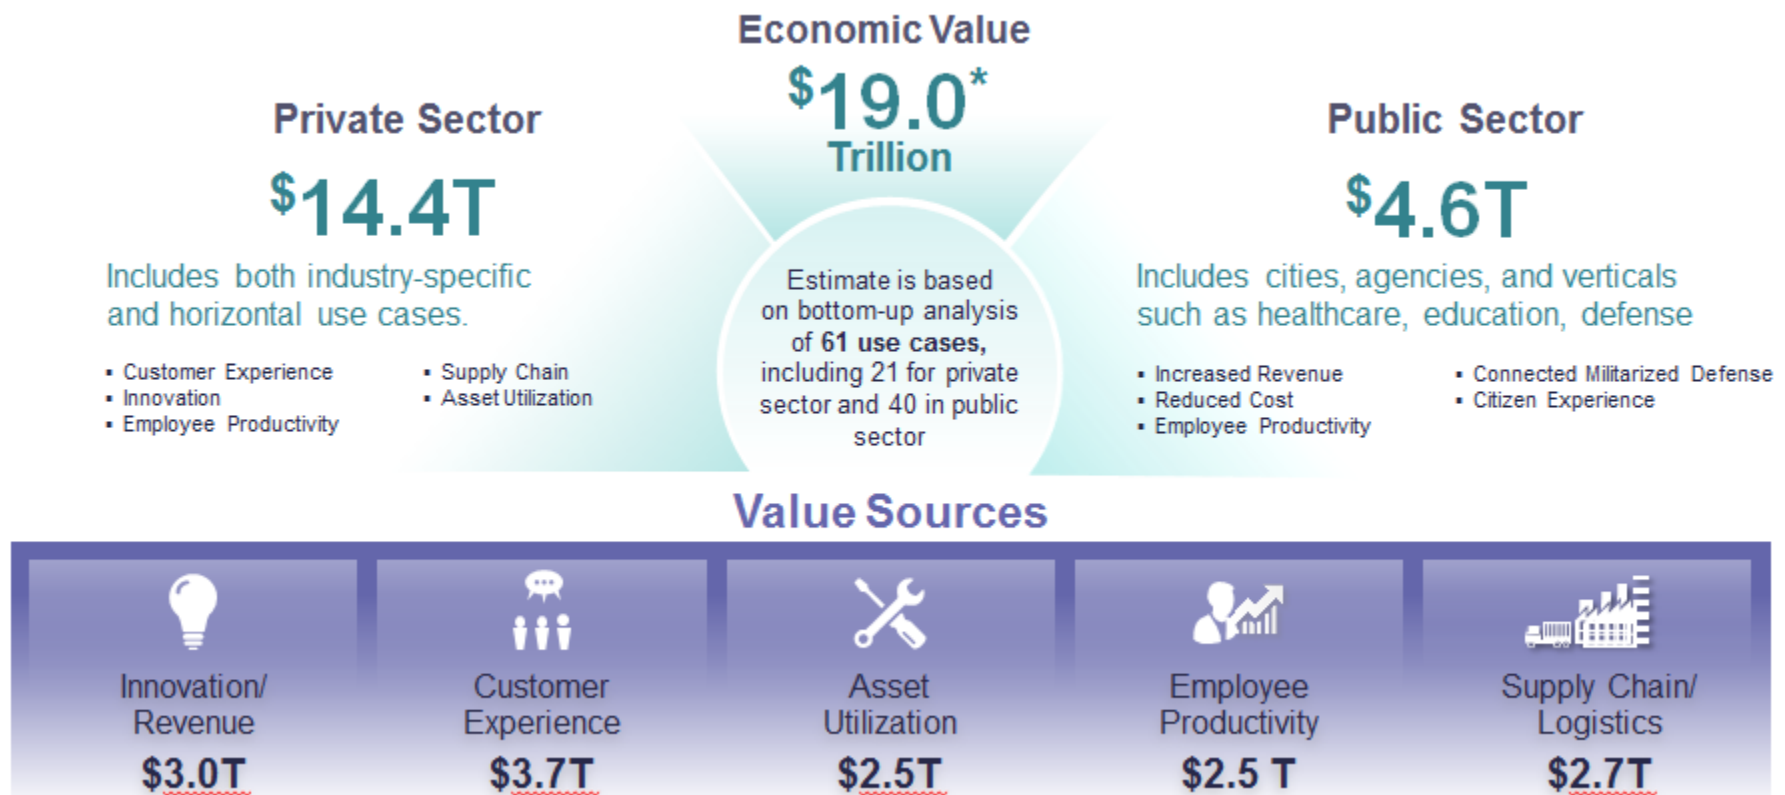 Economic Value
$19.0*
Trillion
Private Sector
$14.4T
Includes both industry-specific
and horizontal use cases.
▪ Customer Experience
▪ Innovation
▪ Employee Productivity
▪ Supply Chain
▪ Asset Utilization
Estimate is based
on bottom-up analysis
of 61 use cases,
including 21 for private
sector and 40 in public
sector
Public Sector
$4.6T
Includes cities, agencies, and verticals
such as healthcare, education, defense
▪ Increased Revenue
▪ Reduced Cost
▪ Employee Productivity
▪ Connected Militarized Defense
▪ Citizen Experience
Value Sources
Innovation/
Revenue
$3.0T
Customer
Experience
$3.7T
Asset
Utilization
$2.5T
Employee
Productivity
$2.5 T
Supply Chain/
Logistics
$2.7T